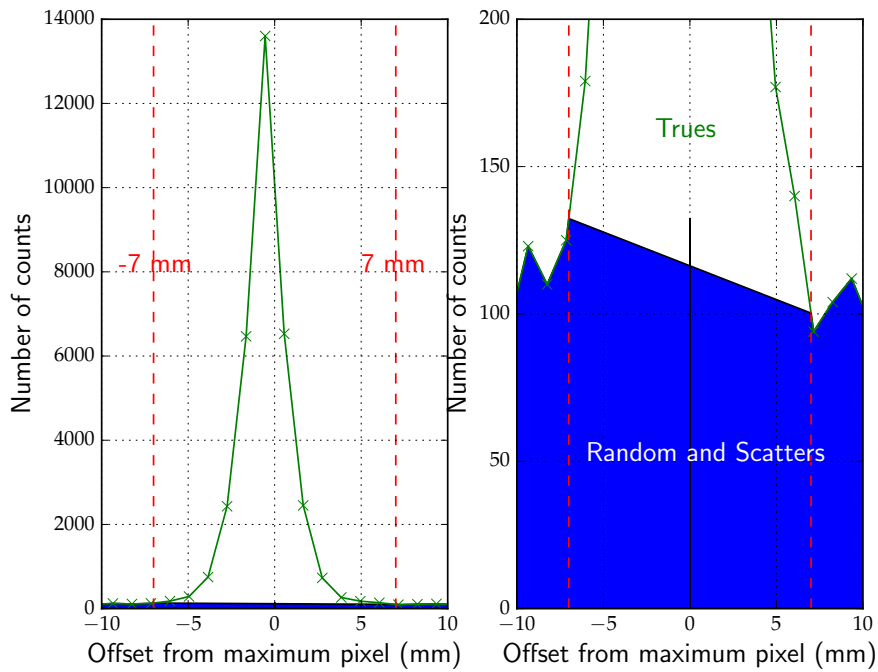 14000
12000
10000
8000
6000
4000
2000
0
Number of counts
-7 mm
7 mm
−10
−5
0
5
10
Offset from maximum pixel (mm)
200
150
100
50
0
Number of counts
Trues
Random and Scatters
−10
−5
0
5
10
Offset from maximum pixel (mm)